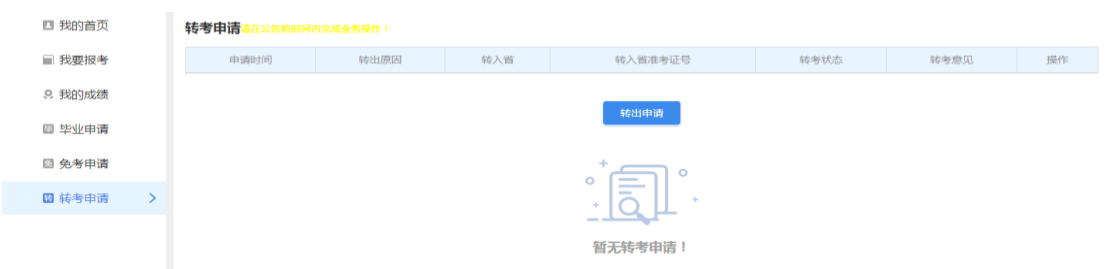 我的首页
我要报考
我的成绩
毕业申请
免考申请
转考申请
转考申请 请在公告的时间内完成业务操作！
申请时间 转出原因 转入省 转入省准考证号 转考状态 转考意见 操作
转出申请
暂无转考申请！